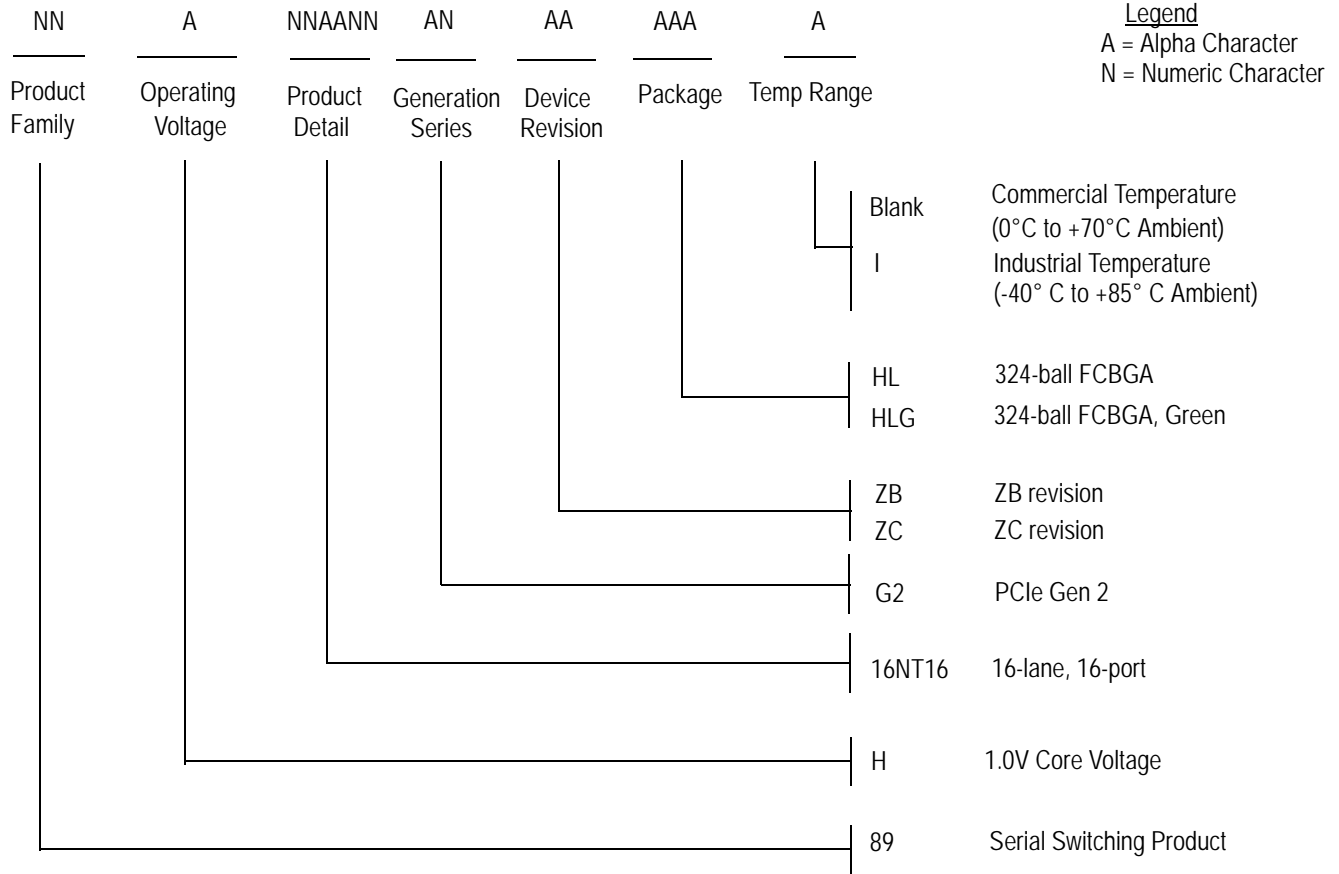 NN A NNAANN AN AA AAA A
Legend
A = Alpha Character
N = Numeric Character
Product Family
Operating Voltage
Product Detail
Generation Series
Device Revision
Package
Temp Range
Blank Commercial Temperature
(0°C to +70°C Ambient)
I Industrial Temperature
(-40° C to +85° C Ambient)
HL 324-ball FCBGA
HLG 324-ball FCBGA, Green
ZB ZB revision
ZC ZC revision
G2 PCIe Gen 2
16NT16 16-lane, 16-port
H 1.0V Core Voltage
89 Serial Switching Product